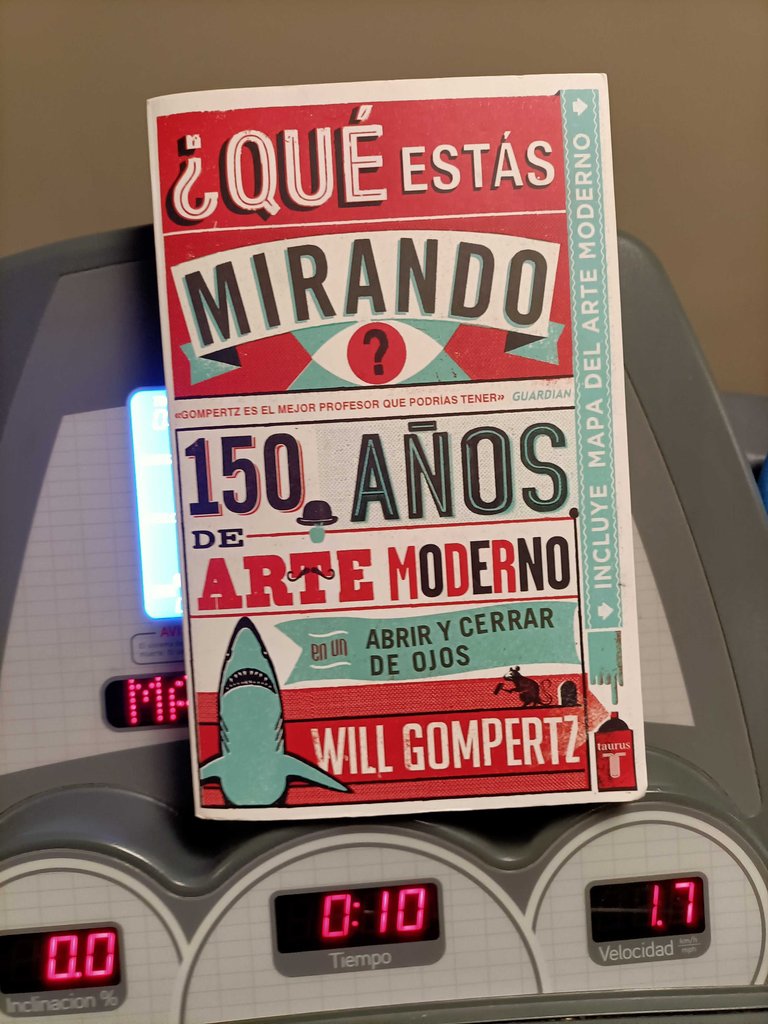 ¿QUÉ ESTÁS
MIRANDO
?
«GOMPERTZ ES EL MEJOR PROFESOR QUE PODRÍAS TENER» GUARDIAN
150 AÑOS
DE
ARTE MODERNO
en un ABRIR Y CERRAR
DE OJOS
WILL GOMPERTZ
INCLUYE MAPA DEL ARTE MODERNO
taurus
T
0.0
Inclinacion %
0:10
Tiempo
1.7
Velocidad km/h
mph